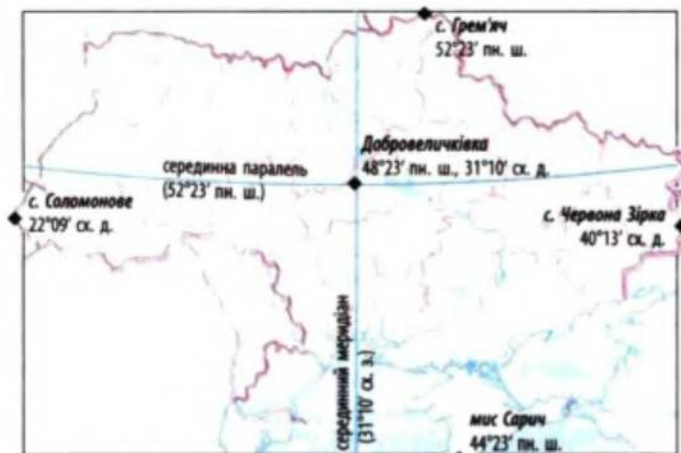 с. Грем'яч
52°23′ пн. ш.
Добровеличківка
48°23′ пн. ш., 31°10′ сх. д.
серединна паралель
(52°23′ пн. ш.)
с. Соломонове
22°09′ сх. д.
с. Червона Зірка
40°13′ сх. д.
серединний меридіан
(31°10′ сх. з.)
мис Сарич
44°23′ пн. ш.